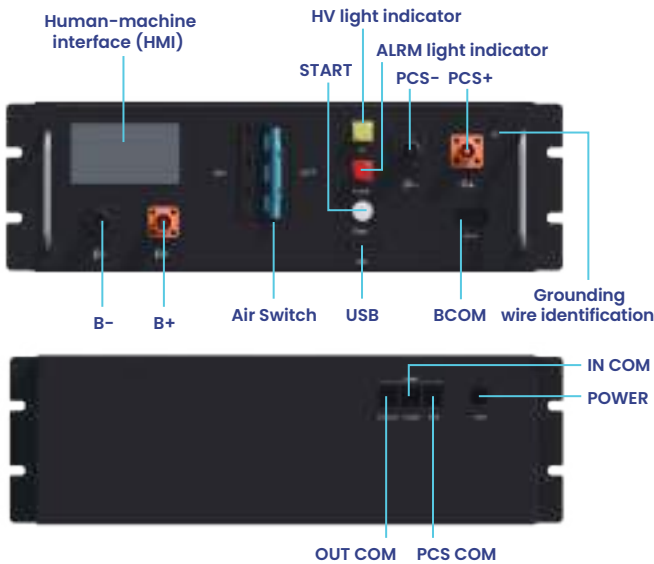 Human-machine
interface (HMI)
HV light indicator
ALRM light indicator
START
PCS- PCS+
B-
B+
Air Switch
USB
BCOM
Grounding
wire identification
IN COM
POWER
OUT COM
PCS COM